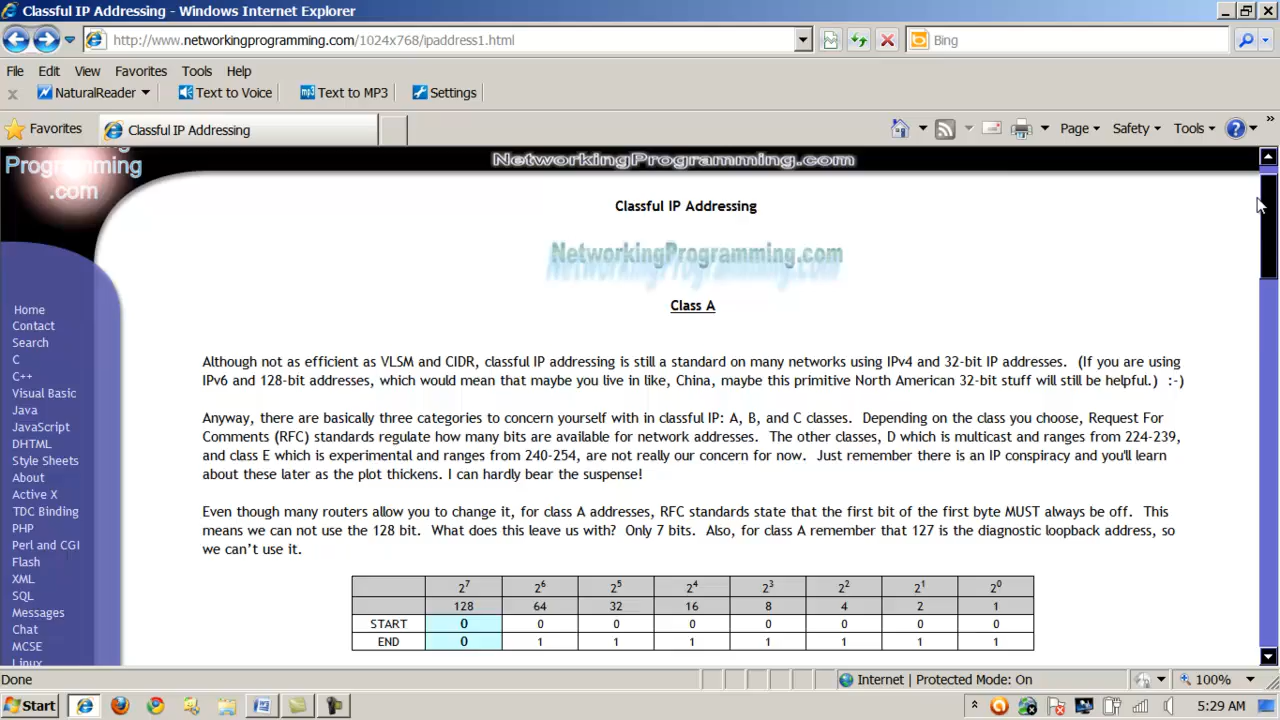 Classful IP Addressing - Windows Internet Explorer
http://www.networkingprogramming.com/1024x768/ipaddress1.html
Bing
File Edit View Favorites Tools Help
NaturalReader Text to Voice Text to MP3 Settings
Favorites Classful IP Addressing Page Safety Tools
Programming
.com
NetworkingProgramming.com
Classful IP Addressing
NetworkingProgramming.com
Class A
Home
Contact
Search
C
C++
Visual Basic
Java
JavaScript
DHTML
Style Sheets
About
Active X
TDC Binding
PHP
Perl and CGI
Flash
XML
SQL
Messages
Chat
MCSE
Linux
Although not as efficient as VLSM and CIDR, classful IP addressing is still a standard on many networks using IPv4 and 32-bit IP addresses. (If you are using
IPv6 and 128-bit addresses, which would mean that maybe you live in like, China, maybe this primitive North American 32-bit stuff will still be helpful.) :-)
Anyway, there are basically three categories to concern yourself with in classful IP: A, B, and C classes. Depending on the class you choose, Request For
Comments (RFC) standards regulate how many bits are available for network addresses. The other classes, D which is multicast and ranges from 224-239,
and class E which is experimental and ranges from 240-254, are not really our concern for now. Just remember there is an IP conspiracy and you'll learn
about these later as the plot thickens. I can hardly bear the suspense!
Even though many routers allow you to change it, for class A addresses, RFC standards state that the first bit of the first byte MUST always be off. This
means we can not use the 128 bit. What does this leave us with? Only 7 bits. Also, for class A remember that 127 is the diagnostic loopback address, so
we can't use it.
2⁷ 2⁶ 2⁵ 2⁴ 2³ 2² 2¹ 2⁰
128 64 32 16 8 4 2 1
START 0 0 0 0 0 0 0 0
END 0 1 1 1 1 1 1 1
Done Internet | Protected Mode: On 100%
Start 5:29 AM